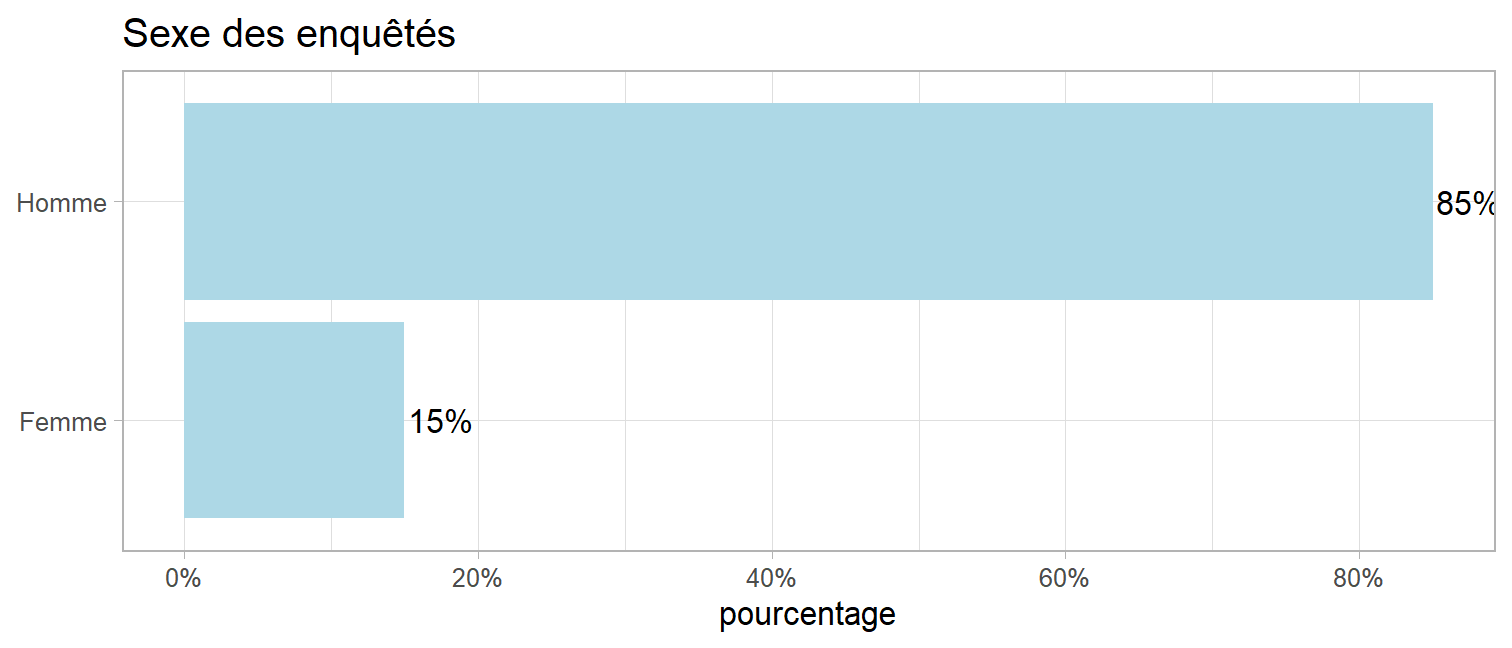 Sexe des enquêtés
Homme
85%
Femme
15%
0% 20% 40% 60% 80%
pourcentage